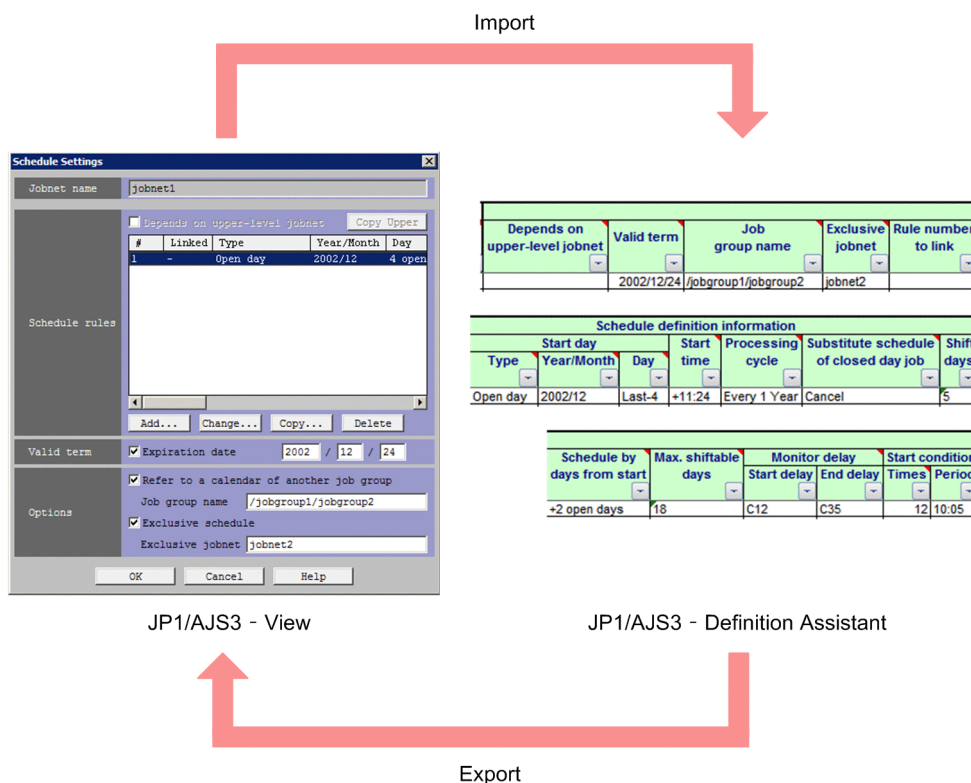 Import
Schedule Settings
Jobnet name jobnet1
Depends on upper-level jobnet Copy Upper
# Linked Type Year/Month Day
1 - Open day 2002/12 4 open
Schedule rules
Add... Change... Copy... Delete
Valid term Expiration date 2002 / 12 / 24
Refer to a calendar of another job group
Job group name /jobgroup1/jobgroup2
Options
Exclusive schedule
Exclusive jobnet jobnet2
OK Cancel Help
JP1/AJS3 - View
Depends on Job Exclusive Rule number
upper-level jobnet Valid term group name jobnet to link
2002/12/24 /jobgroup1/jobgroup2 jobnet2
Schedule definition information
Start day Start Processing Substitute schedule Shift
Type Year/Month Day time cycle of closed day job days
Open day 2002/12 Last-4 +11:24 Every 1 Year Cancel 5
Schedule by Max. shiftable Monitor delay Start condition
days from start days Start delay End delay Times Period
+2 open days 18 C12 C35 12 10:05
JP1/AJS3 - Definition Assistant
Export